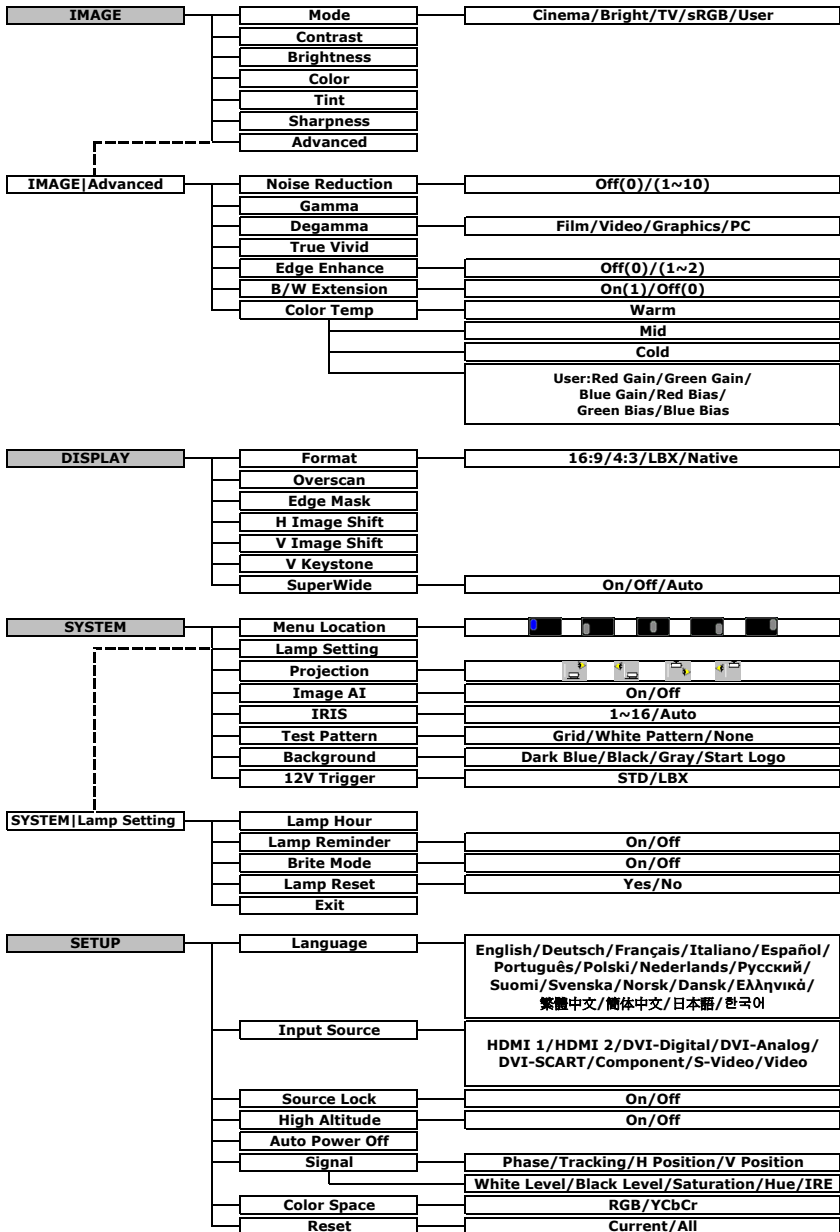 IMAGE
Mode
Cinema/Bright/TV/sRGB/User
Contrast
Brightness
Color
Tint
Sharpness
Advanced
IMAGE|Advanced
Noise Reduction
Off(0)/(1~10)
Gamma
Degamma
Film/Video/Graphics/PC
True Vivid
Edge Enhance
Off(0)/(1~2)
B/W Extension
On(1)/Off(0)
Color Temp
Warm
Mid
Cold
User:Red Gain/Green Gain/
Blue Gain/Red Bias/
Green Bias/Blue Bias
DISPLAY
Format
16:9/4:3/LBX/Native
Overscan
Edge Mask
H Image Shift
V Image Shift
V Keystone
SuperWide
On/Off/Auto
SYSTEM
Menu Location
Lamp Setting
Projection
Image AI
On/Off
IRIS
1~16/Auto
Test Pattern
Grid/White Pattern/None
Background
Dark Blue/Black/Gray/Start Logo
12V Trigger
STD/LBX
SYSTEM|Lamp Setting
Lamp Hour
Lamp Reminder
On/Off
Brite Mode
On/Off
Lamp Reset
Yes/No
Exit
SETUP
Language
English/Deutsch/Français/Italiano/Español/
Português/Polski/Nederlands/Русский/
Suomi/Svenska/Norsk/Dansk/Ελληνικά/
繁體中文/简体中文/日本語/한국어
Input Source
HDMI 1/HDMI 2/DVI-Digital/DVI-Analog/
DVI-SCART/Component/S-Video/Video
Source Lock
On/Off
High Altitude
On/Off
Auto Power Off
Signal
Phase/Tracking/H Position/V Position
White Level/Black Level/Saturation/Hue/IRE
Color Space
RGB/YCbCr
Reset
Current/All